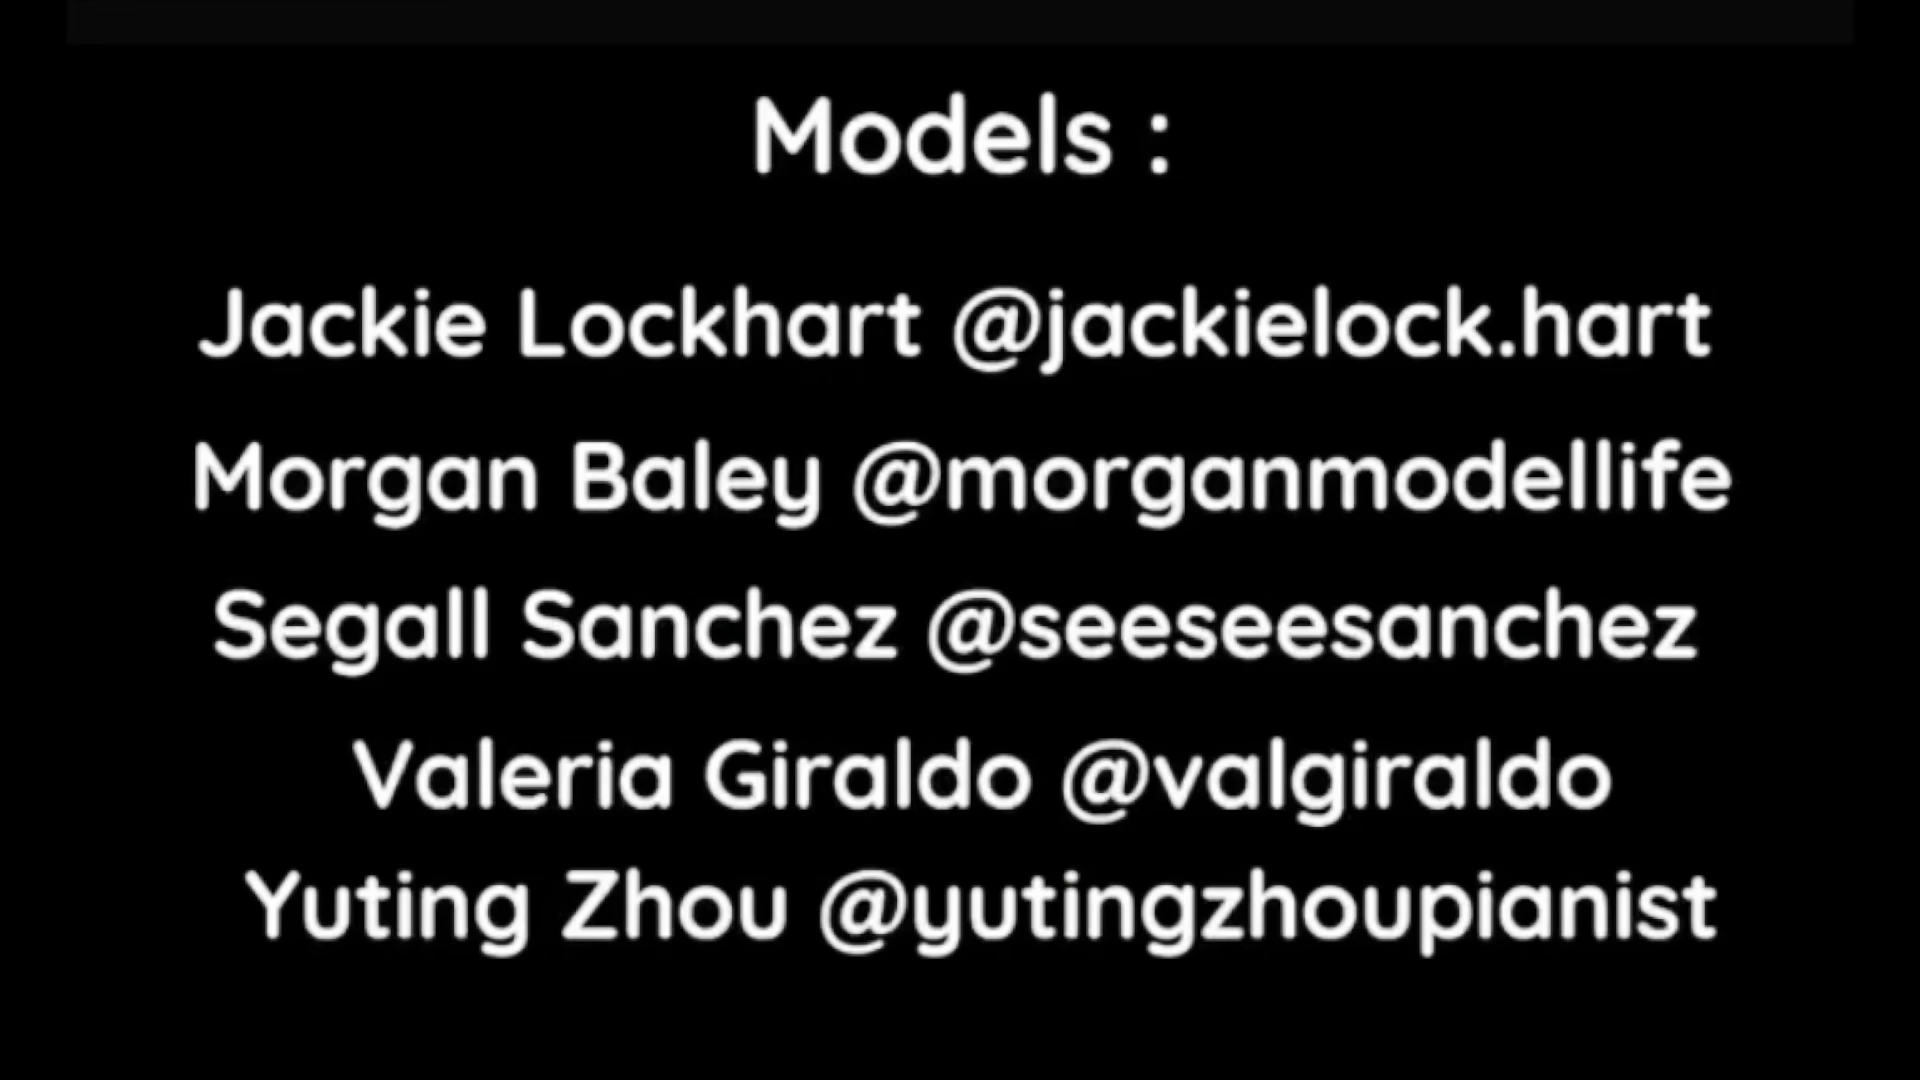 Models :
Jackie Lockhart @jackielock.hart
Morgan Baley @morganmodellife
Segall Sanchez @seeseesanchez
Valeria Giraldo @valgiraldo
Yuting Zhou @yutingzhoupianist